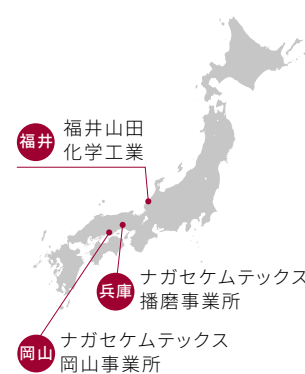 福井
福井山田
化学工業
兵庫
ナガセケムテックス
播磨事業所
岡山
ナガセケムテックス
岡山事業所